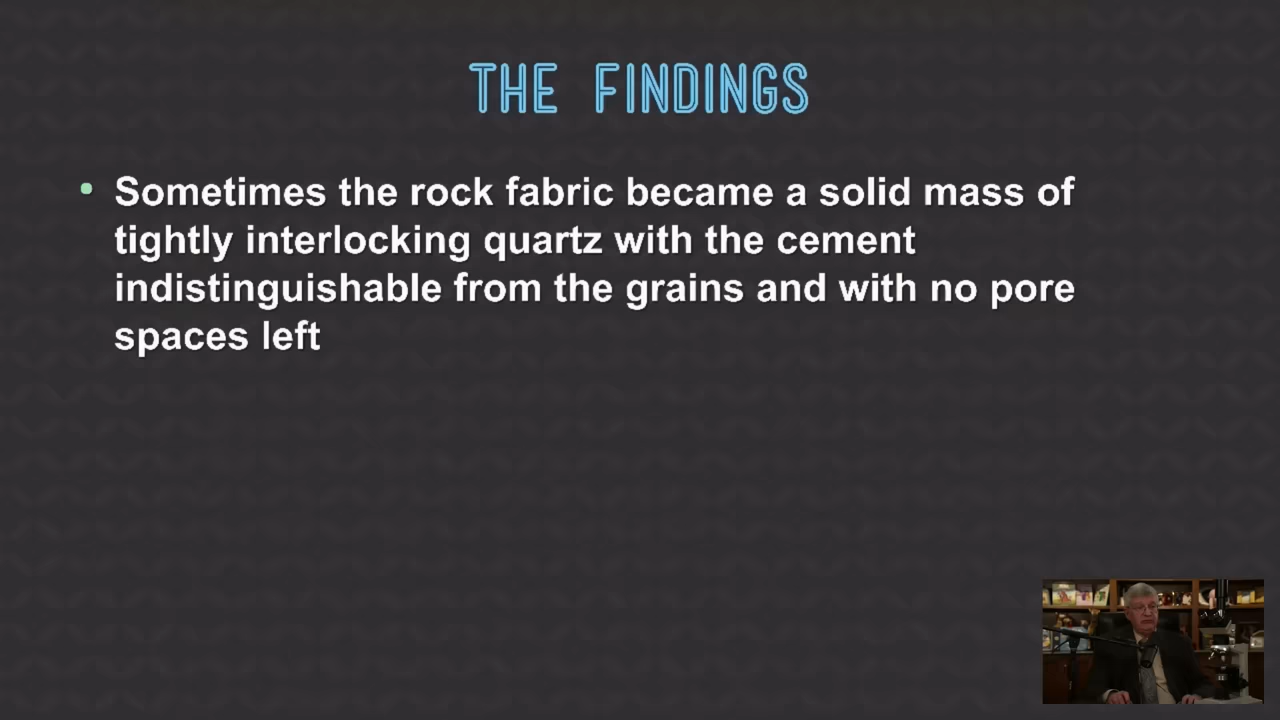 THE FINDINGS
• Sometimes the rock fabric became a solid mass of
tightly interlocking quartz with the cement
indistinguishable from the grains and with no pore
spaces left